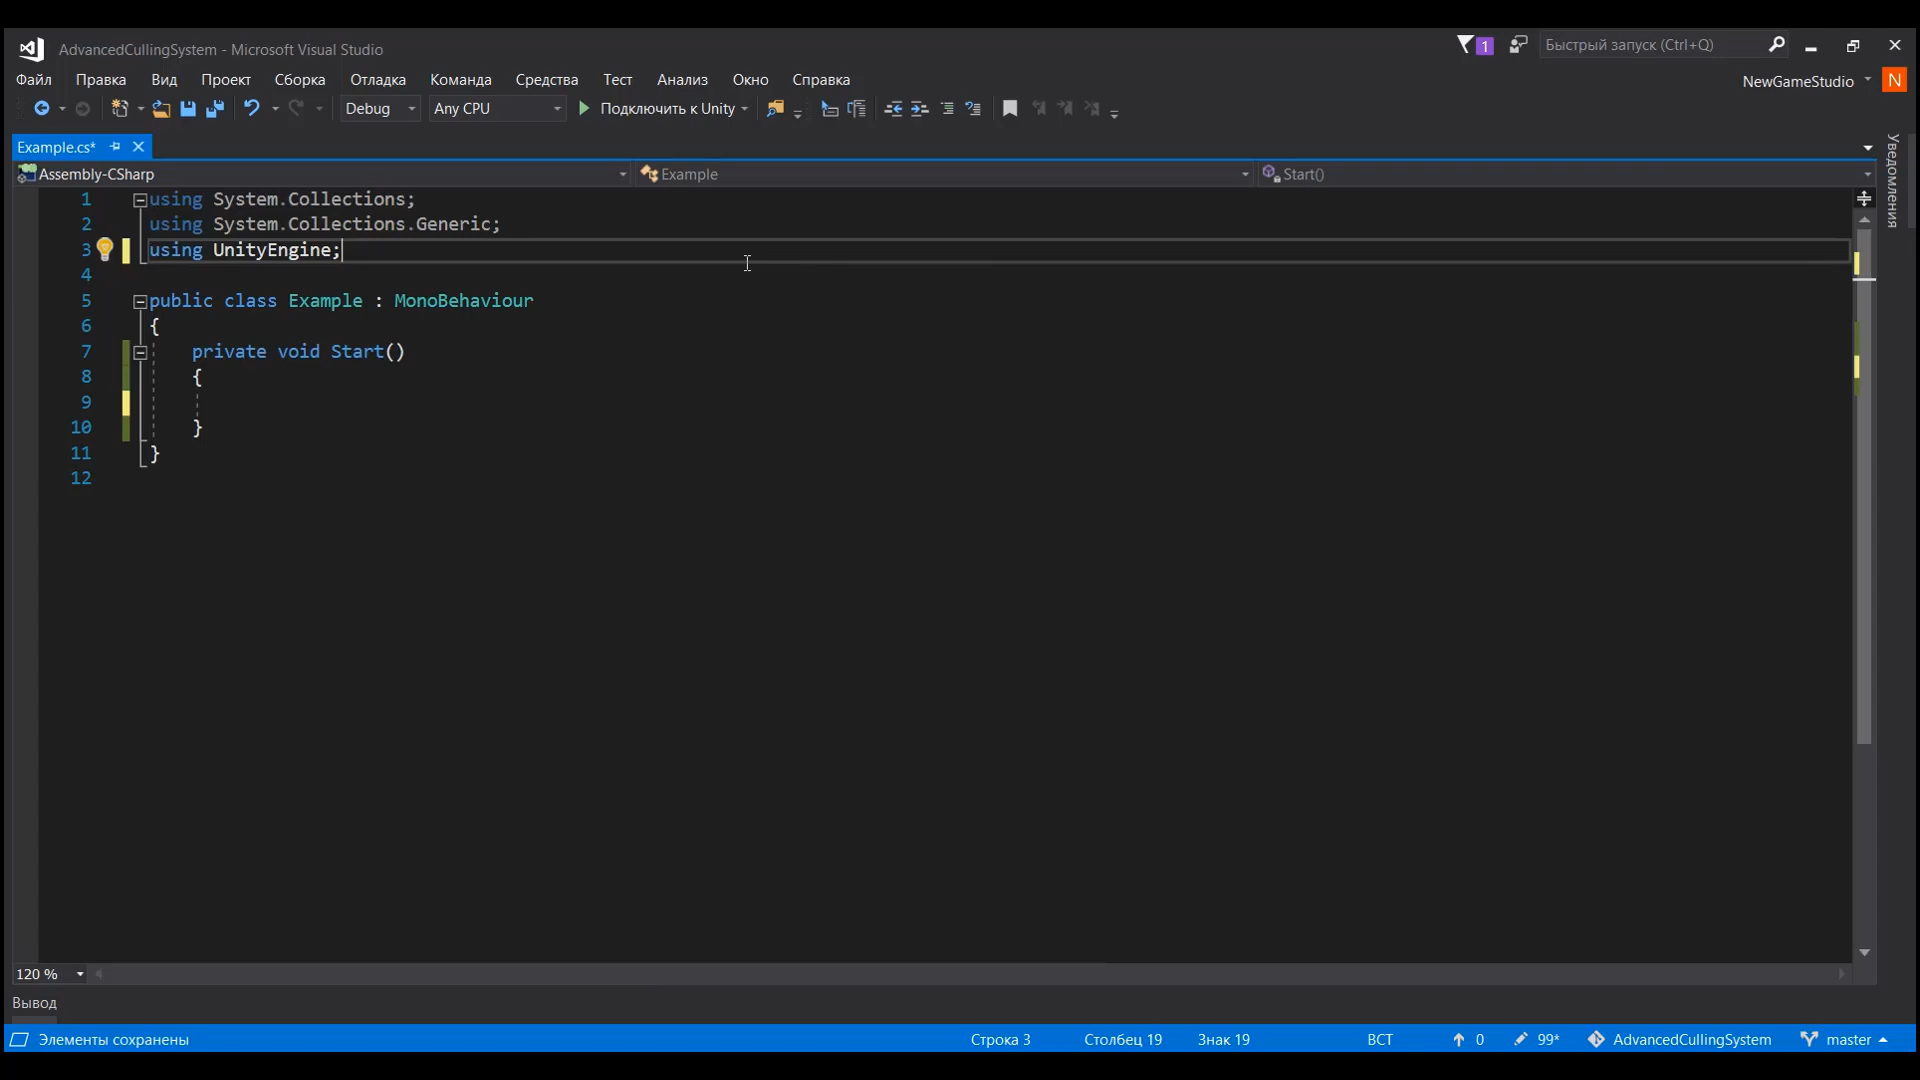 AdvancedCullingSystem - Microsoft Visual Studio
1
Быстрый запуск (Ctrl+Q)
Файл Правка Вид Проект Сборка Отладка Команда Средства Тест Анализ Окно Справка
NewGameStudio N
Debug Any CPU Подключить к Unity
Example.cs*
Assembly-CSharp Example Start()
Уведомления
1 using System.Collections;
2 using System.Collections.Generic;
3 using UnityEngine;
4
5 public class Example : MonoBehaviour
6 {
7 private void Start()
8 {
9
10 }
11 }
12
120 %
Вывод
Элементы сохранены Строка 3 Столбец 19 Знак 19 ВСТ 0 99* AdvancedCullingSystem master